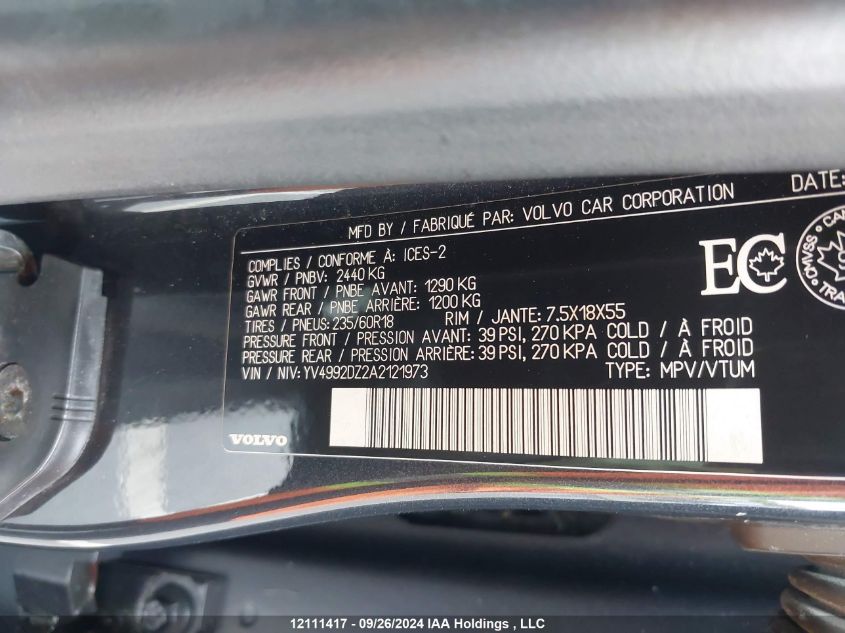 MFD BY / FABRIQUÉ PAR: VOLVO CAR CORPORATION DATE:
COMPLIES / CONFORME À: ICES-2
GVWR / PNBV: 2440 KG
GAWR FRONT / PNBE AVANT: 1290 KG
GAWR REAR / PNBE ARRIÈRE: 1200 KG
TIRES / PNEUS: 235/60R18 RIM / JANTE: 7.5X18X55
PRESSURE FRONT / PRESSION AVANT: 39 PSI, 270 KPA COLD / À FROID
PRESSURE REAR / PRESSION ARRIÈRE: 39 PSI, 270 KPA COLD / À FROID
VIN / NIV: YV4992DZ2A2121973 TYPE: MPV/VTUM
EC
VOLVO
12111417 - 09/26/2024 IAA Holdings , LLC